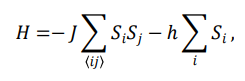 H = −J ∑⟨ij⟩ SᵢSⱼ − h ∑ᵢ Sᵢ ,